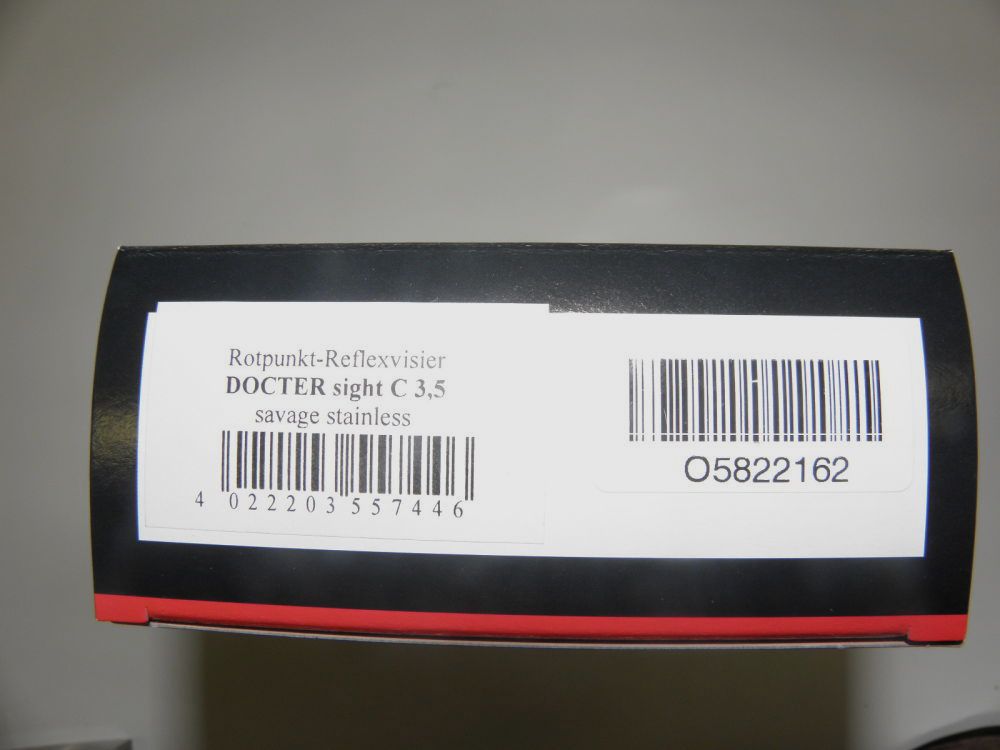 Rotpunkt-Reflexvisier
DOCTER sight C 3,5
savage stainless
4 022203 557446
O5822162